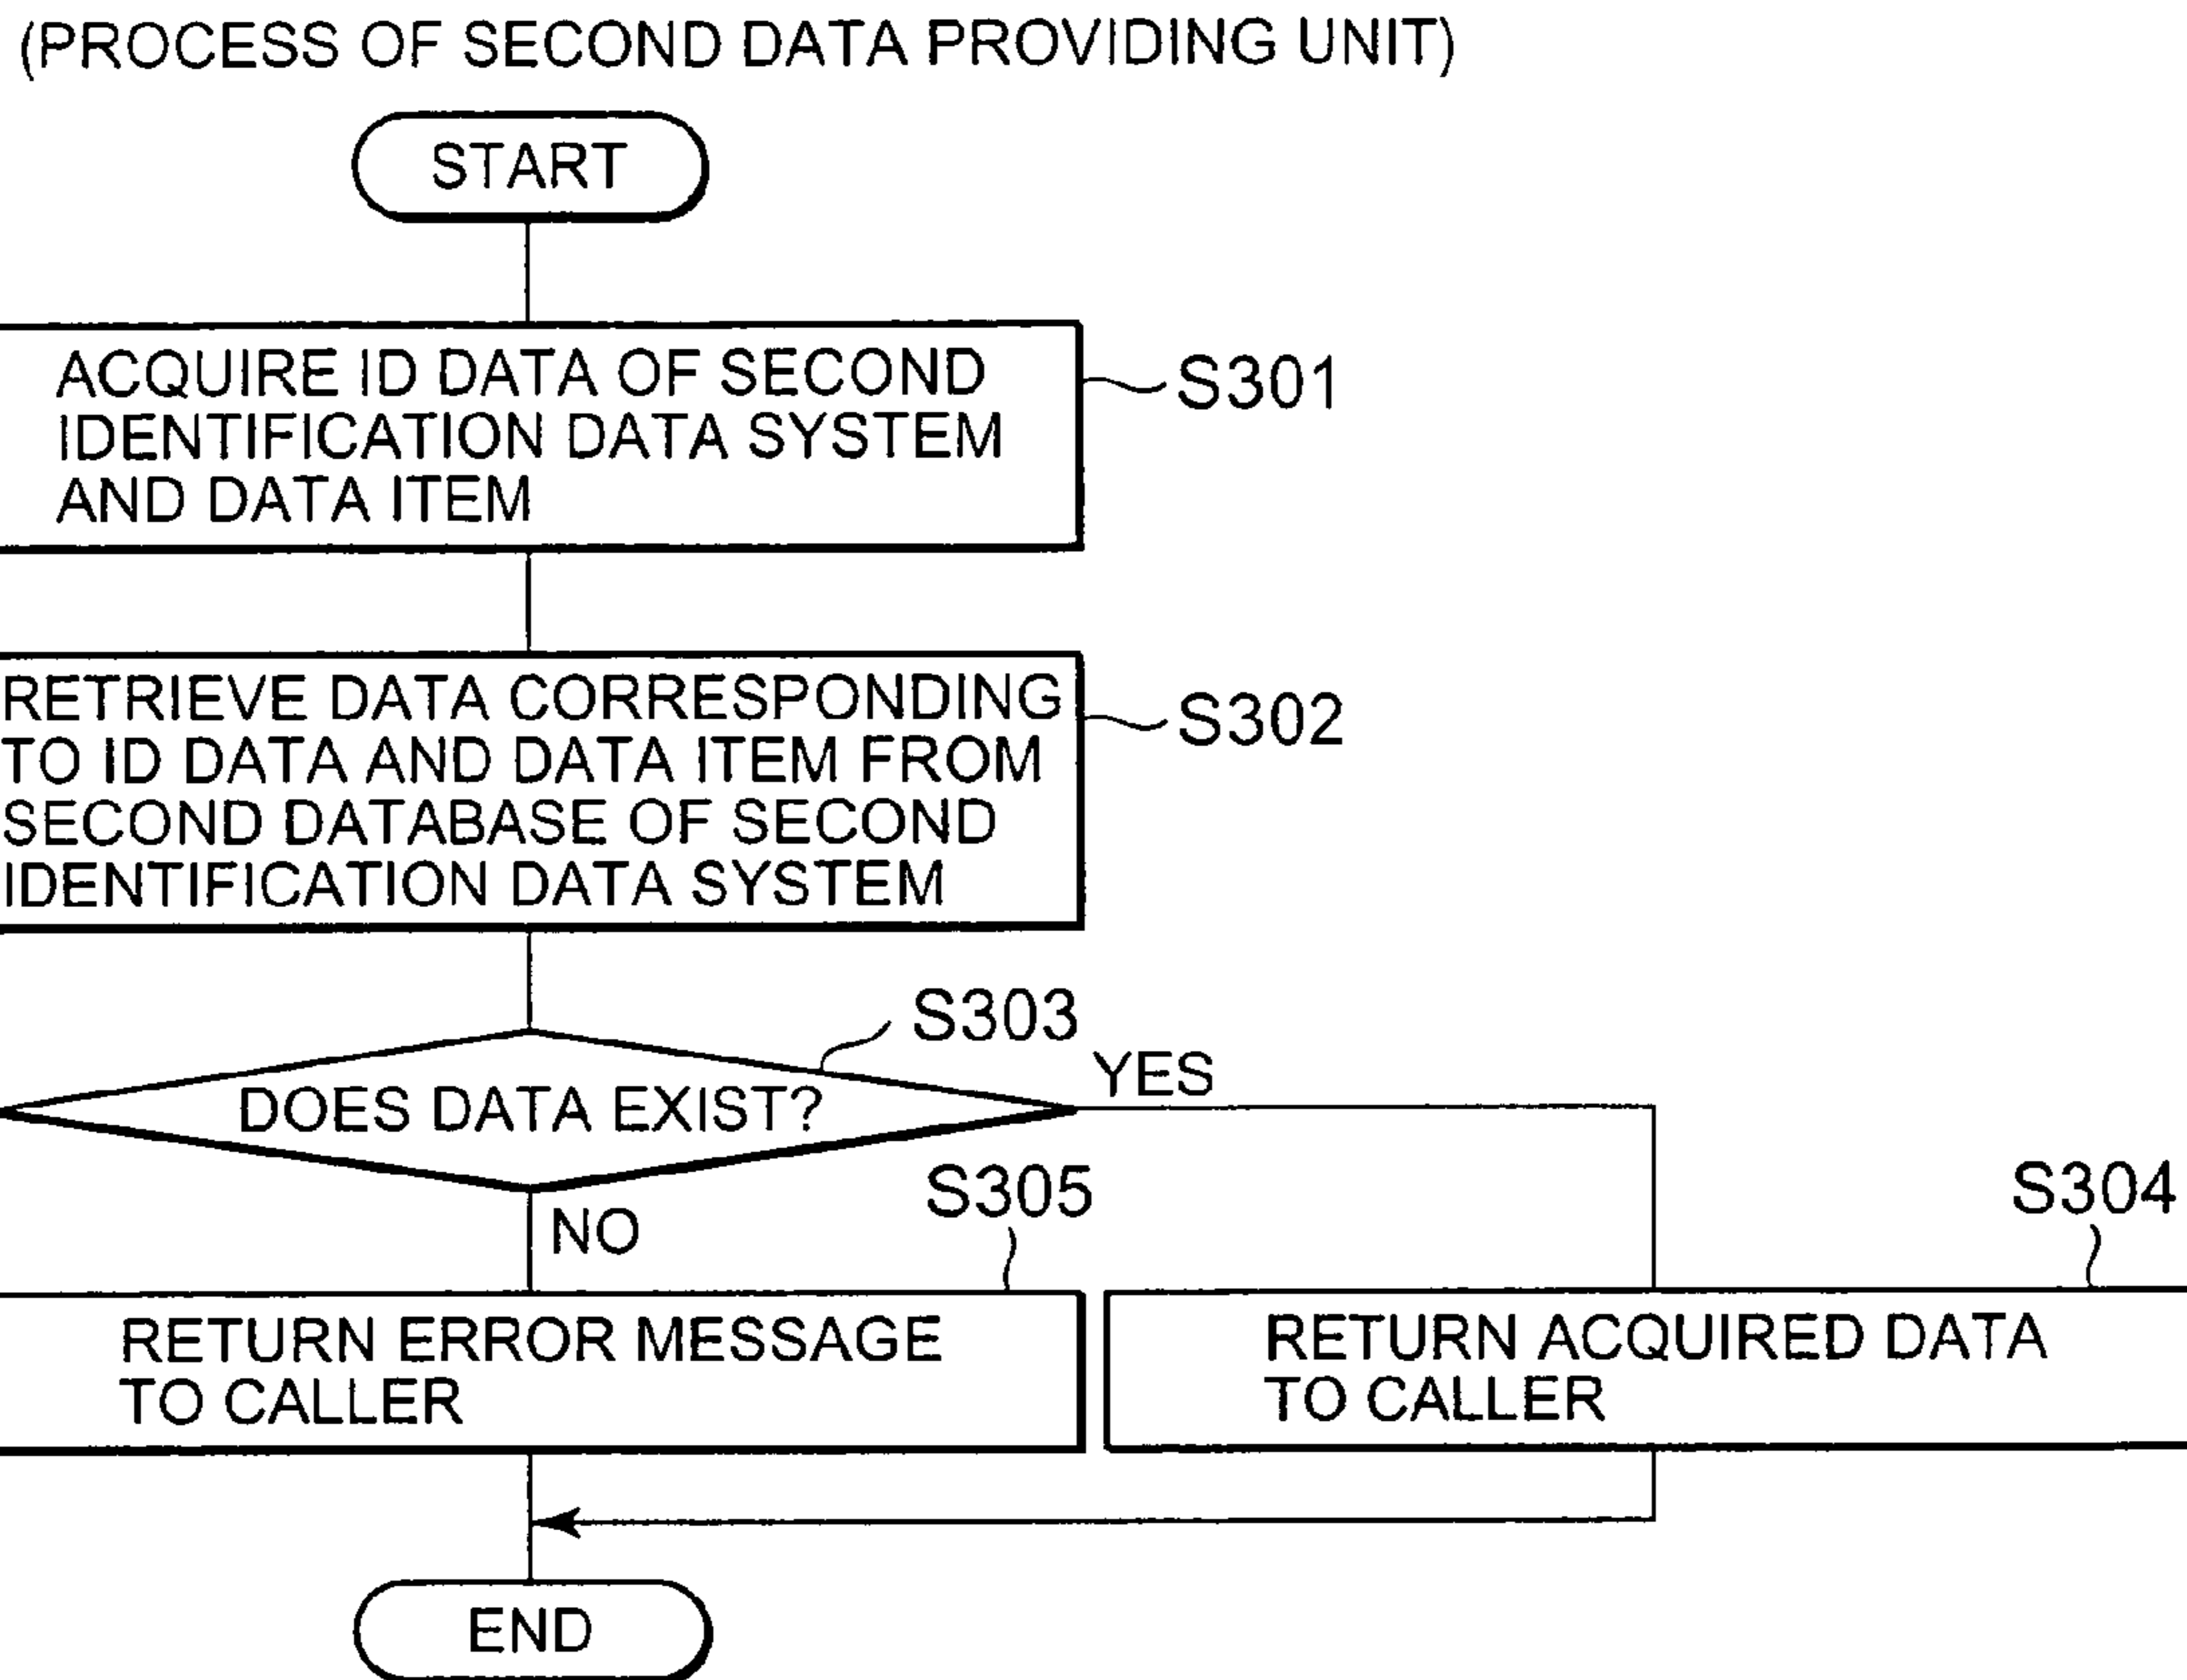 (PROCESS OF SECOND DATA PROVIDING UNIT)
START
ACQUIRE ID DATA OF SECOND
IDENTIFICATION DATA SYSTEM
AND DATA ITEM
S301
RETRIEVE DATA CORRESPONDING
TO ID DATA AND DATA ITEM FROM
SECOND DATABASE OF SECOND
IDENTIFICATION DATA SYSTEM
S302
S303
DOES DATA EXIST?
YES
NO
S305
S304
RETURN ERROR MESSAGE
TO CALLER
RETURN ACQUIRED DATA
TO CALLER
END